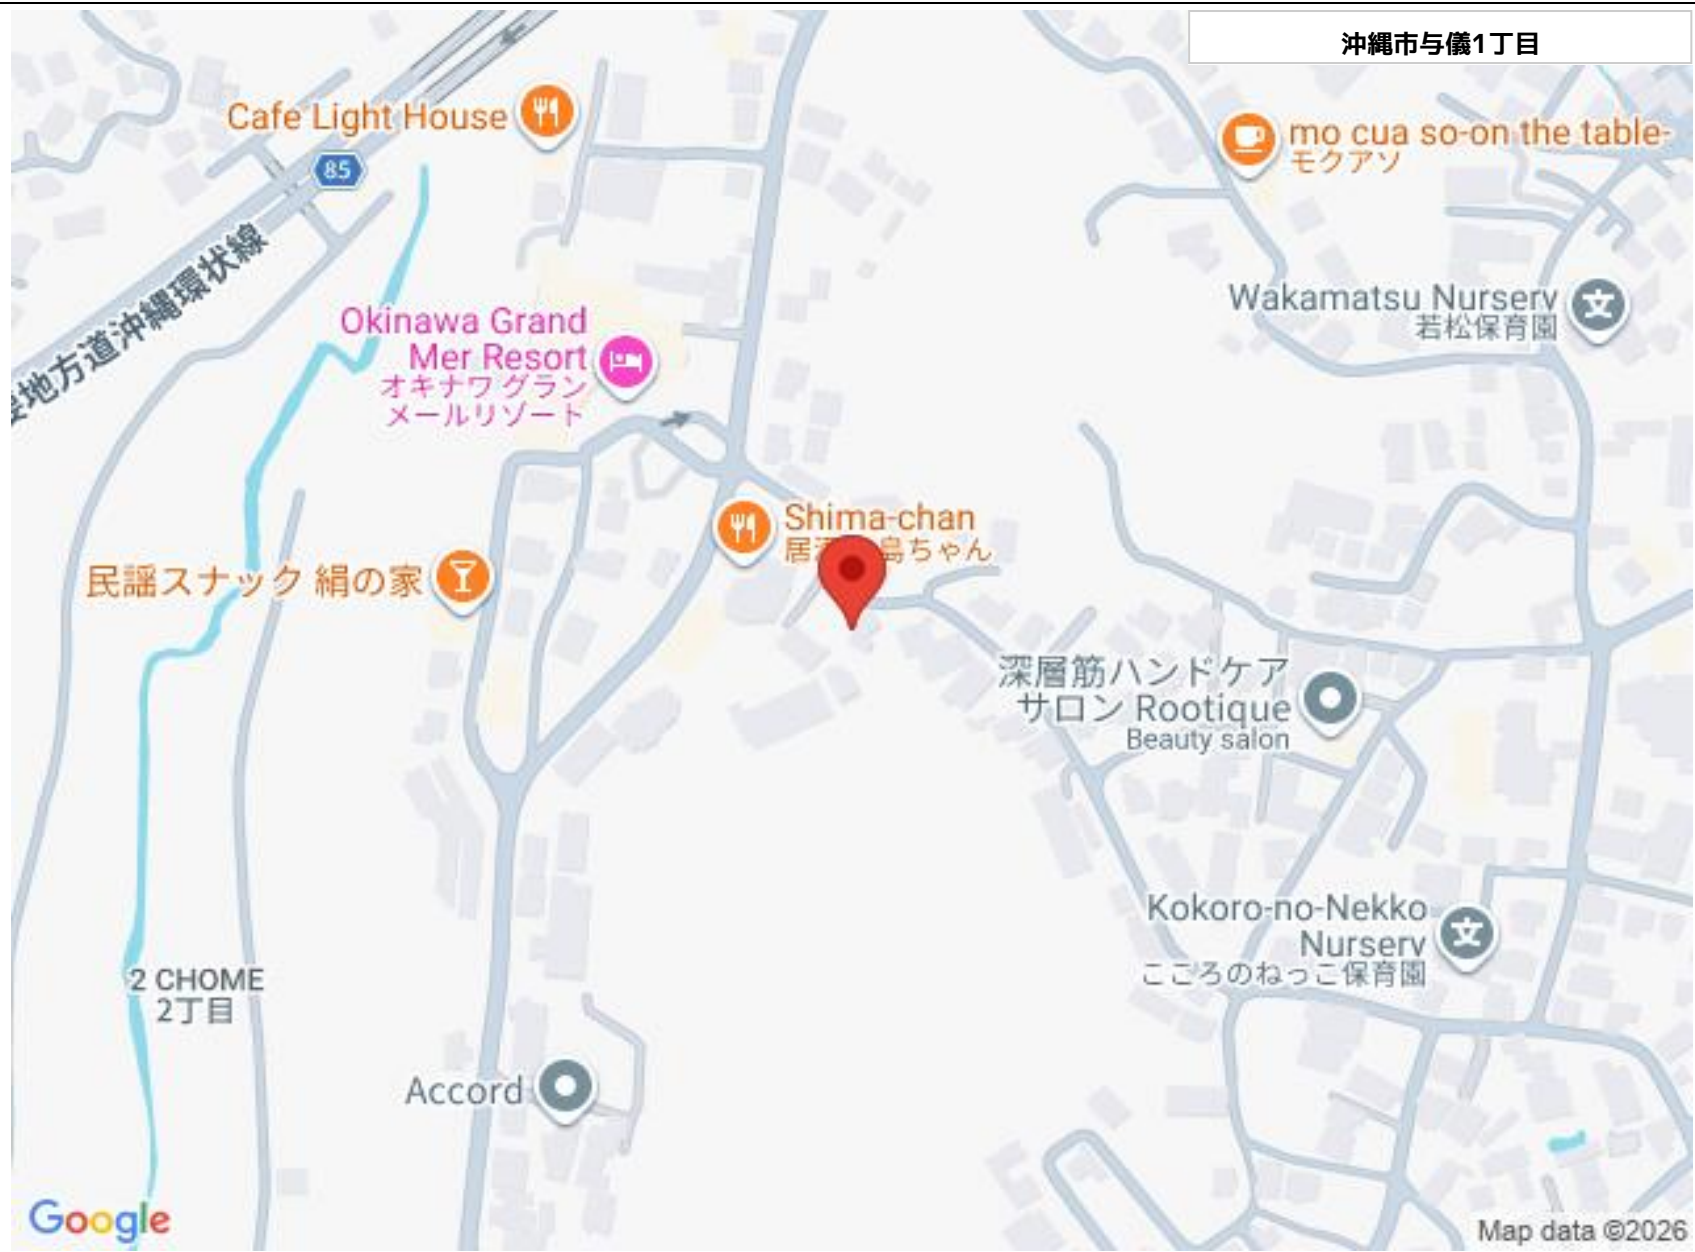 沖縄市与儀1丁目
Cafe Light House
85
mo cua so-on the table-
モクアソ
要地方道沖縄環状線
Wakamatsu Nursery
若松保育園
Okinawa Grand
Mer Resort
オキナワ グラン
メールリゾート
Shima-chan
島ちゃん
民謡スナック 絹の家
深層筋ハンドケア
サロン Rootique
Beauty salon
Kokoro-no-Nekko
Nursery
こころのねっこ保育園
2 CHOME
2丁目
Accord
Google
Map data ©2026